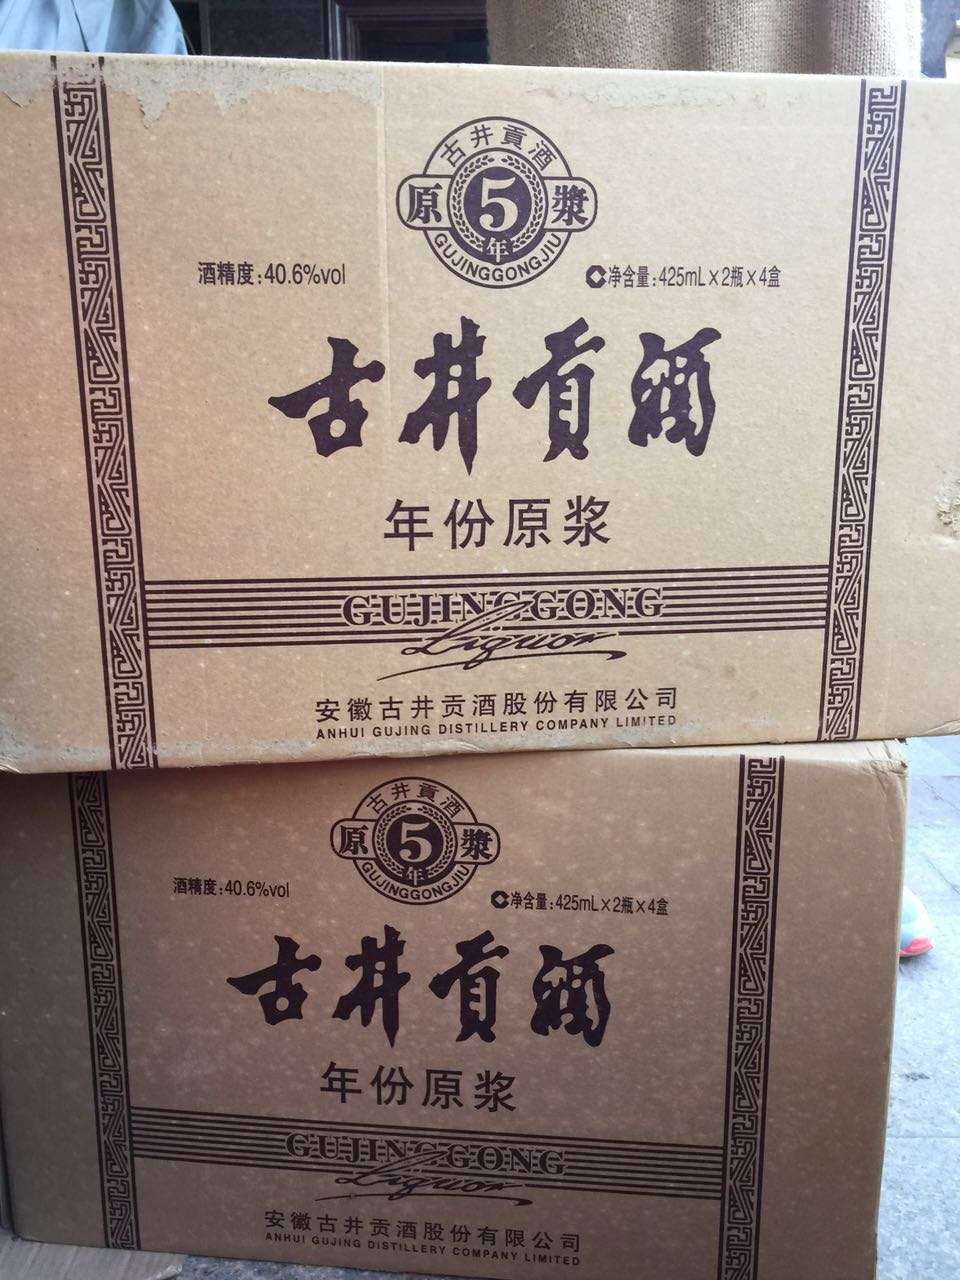 古井貢酒
原5漿
年
GUJINGGONGJIU
酒精度:40.6%vol
净含量:425mL×2瓶×4盒
古井贡酒
年份原浆
GUJINGGONG
Liquor
安徽古井贡酒股份有限公司
ANHUI GUJING DISTILLERY COMPANY LIMITED
古井貢酒
原5漿
年
GUJINGGONGJIU
酒精度:40.6%vol
净含量:425mL×2瓶×4盒
古井贡酒
年份原浆
GUJINGGONG
Liquor
安徽古井贡酒股份有限公司
ANHUI GUJING DISTILLERY COMPANY LIMITED